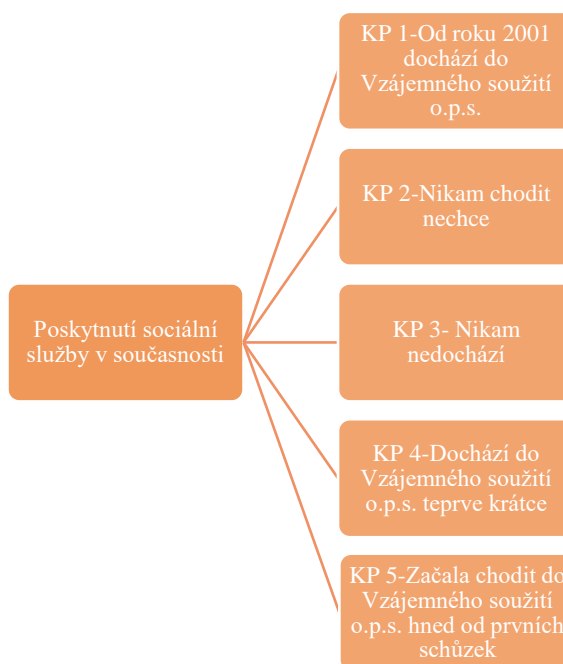 KP 1-Od roku 2001
dochází do
Vzájemného soužití
o.p.s.
KP 2-Nikam chodit
nechce
Poskytnutí sociální
služby v současnosti
KP 3- Nikam
nedochází
KP 4-Dochází do
Vzájemného soužití
o.p.s. teprve krátce
KP 5-Začala chodit do
Vzájemného soužití
o.p.s. hned od prvních
schůzek